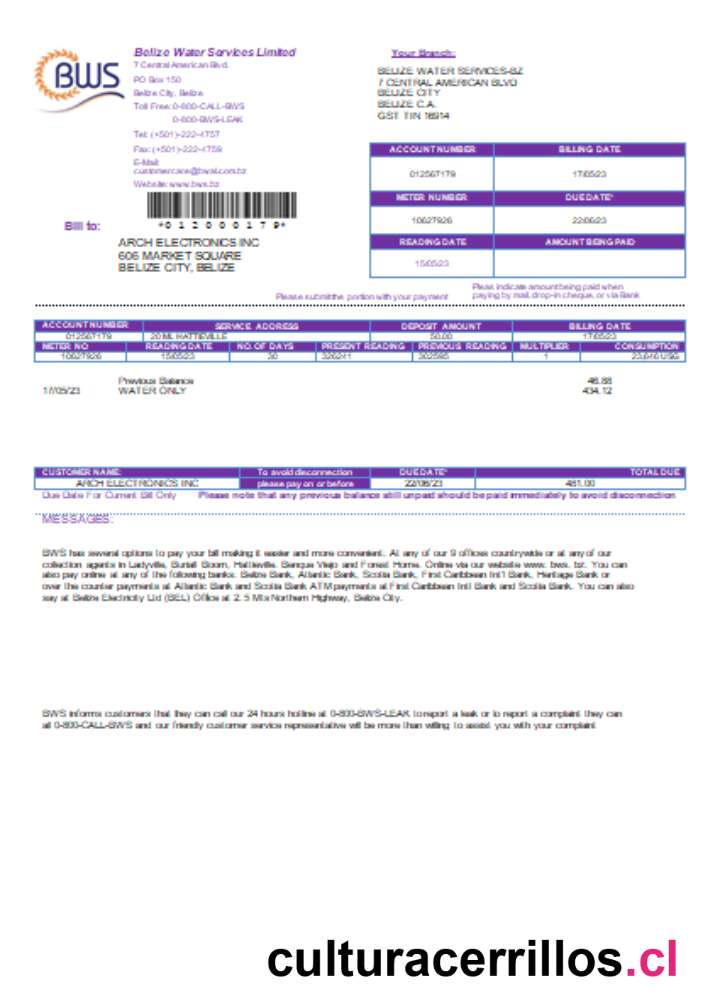 BWS
Belize Water Services Limited
7 Central American Blvd.
PO Box 150
Belize City, Belize
Toll Free: 0-800-CALL-BWS
0-800-BWS-LEAK
Tel: (+501)-222-4757
Fax: (+501)-222-4759
E-Mail:
customercare@bwsl.com.bz
Website: www.bws.bz
Your Branch:
BELIZE WATER SERVICES-BZ
7 CENTRAL AMERICAN BLVD
BELIZE CITY
BELIZE C.A.
GST TIN 16914
ACCOUNT NUMBER BILLING DATE
012567179 17/05/23
METER NUMBER DUE DATE*
10627926 22/06/23
READING DATE AMOUNT BEING PAID
15/05/23
*012000179*
Bill to:
ARCH ELECTRONICS INC
606 MARKET SQUARE
BELIZE CITY, BELIZE
Please submit the portion with your payment
Pleas indicate amount being paid when
paying by mail, drop-in cheque, or via Bank
ACCOUNT NUMBER SERVICE ADDRESS DEPOSIT AMOUNT BILLING DATE
012567179 20 ML HATTIEVILLE 50.00 17/05/23
METER NO READING DATE NO. OF DAYS PRESENT READING PREVIOUS READING MULTIPLIER CONSUMPTION
10627926 15/05/23 30 326241 302595 1 23,646 USG
Previous Balance 46.88
17/05/23 WATER ONLY 434.12
CUSTOMER NAME: To avoid disconnection DUE DATE* TOTAL DUE
ARCH ELECTRONICS INC please pay on or before 22/06/23 481.00
Due Date For Current Bill Only Please note that any previous balance still unpaid should be paid immediately to avoid disconnection
MESSAGES:
BWS has several options to pay your bill making it easier and more convenient. At any of our 9 offices countrywide or at any of our
collection agents in Ladyville, Burrell Boom, Hattieville. Benque Viejo and Forest Home. Online via our website www. bws. bz. You can
also pay online at any of the following banks. Belize Bank, Atlantic Bank, Scotia Bank, First Caribbean Int'l Bank, Heritage Bank or
over the counter payments at Atlantic Bank and Scotia Bank ATM payments at First Caribbean Intl Bank and Scotia Bank. You can also
say at Belize Electricity Ltd (BEL) Office at 2. 5 Mls Northern Highway, Belize City.
BWS informs customers that they can call our 24 hours hotline at 0-800-BWS-LEAK to report a leak or to report a complaint they can
all 0-800-CALL-BWS and our friendly customer service representative will be more than willing to assist you with your complaint
culturacerrillos.cl